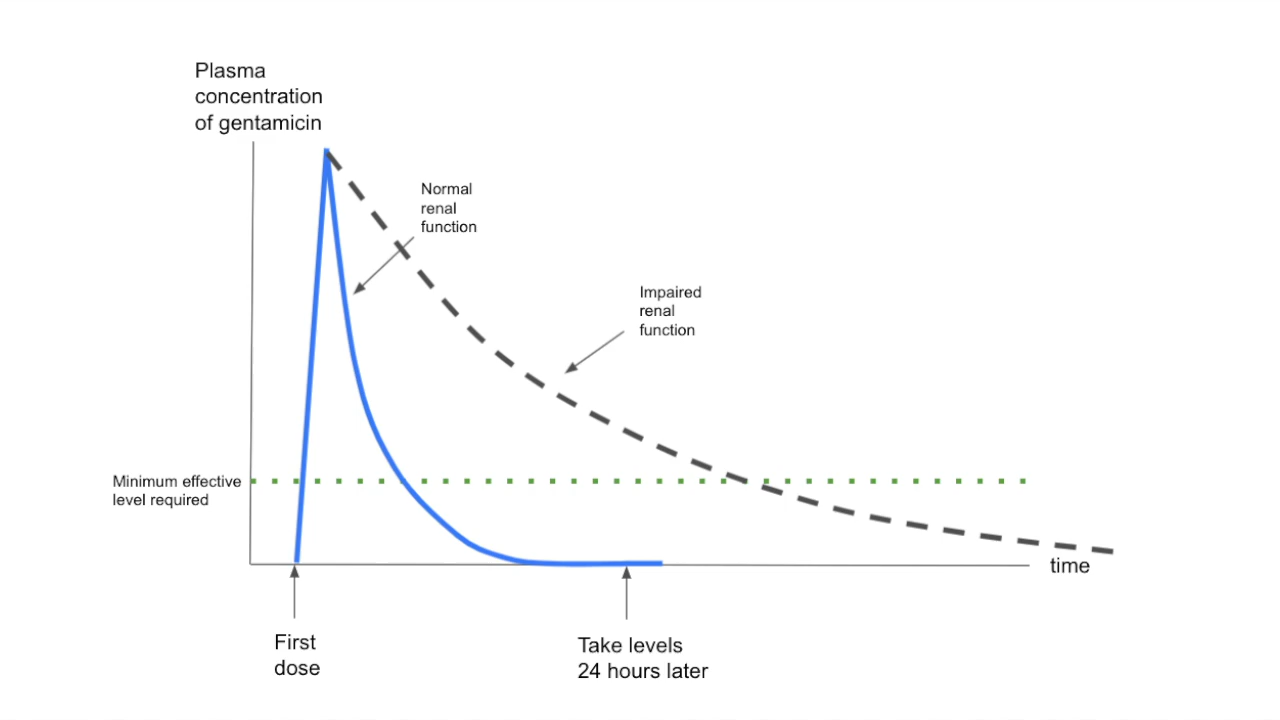 Plasma
concentration
of gentamicin
Normal
renal
function
Impaired
renal
function
Minimum effective
level required
time
First
dose
Take levels
24 hours later